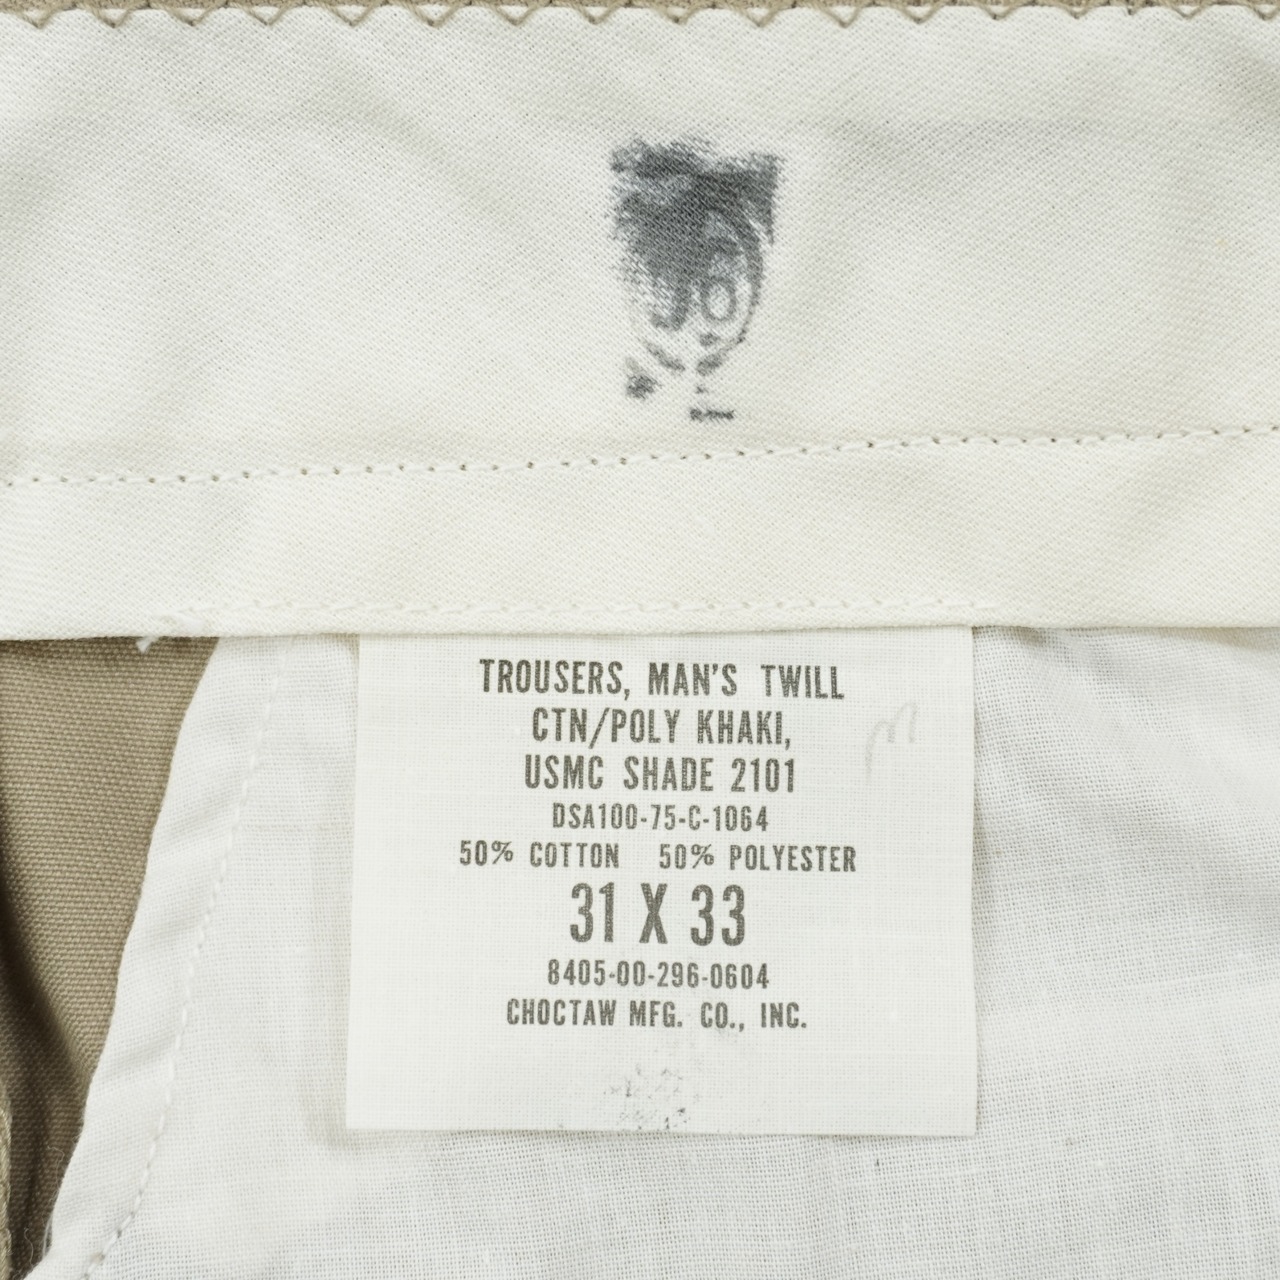 TROUSERS, MAN'S TWILL
CTN/POLY KHAKI,
USMC SHADE 2101
DSA100-75-C-1064
50% COTTON 50% POLYESTER
31 X 33
8405-00-296-0604
CHOCTAW MFG. CO., INC.